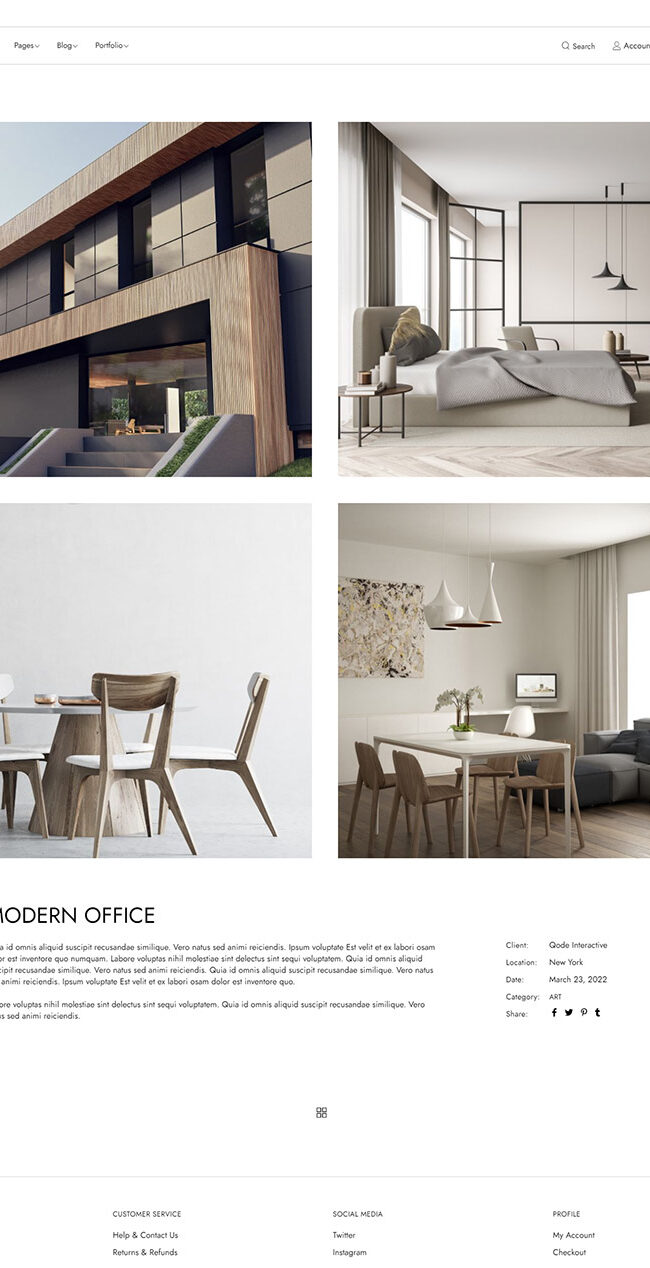 Pages
Blog
Portfolio
Search
Accoun
MODERN OFFICE
a id omnis aliquid suscipit recusandae similique. Vero natus sed animi reiciendis. Ipsum voluptate Est velit et ex labori osam
or est inventore quo numquam. Labore voluptas nihil molestiae sint delectus sint sequi voluptatem. Quia id omnis aliquid
cipit recusandae similique. Vero natus sed animi reiciendis. Quia id omnis aliquid suscipit recusandae similique. Vero natus
animi reiciendis. Ipsum voluptate Est velit et ex labori osam dolor est inventore quo.
ore voluptas nihil molestiae sint delectus sint sequi voluptatem. Quia id omnis aliquid suscipit recusandae similique. Vero
us sed animi reiciendis.
Client: Qode Interactive
Location: New York
Date: March 23, 2022
Category: ART
Share:
CUSTOMER SERVICE
Help & Contact Us
Returns & Refunds
SOCIAL MEDIA
Twitter
Instagram
PROFILE
My Account
Checkout